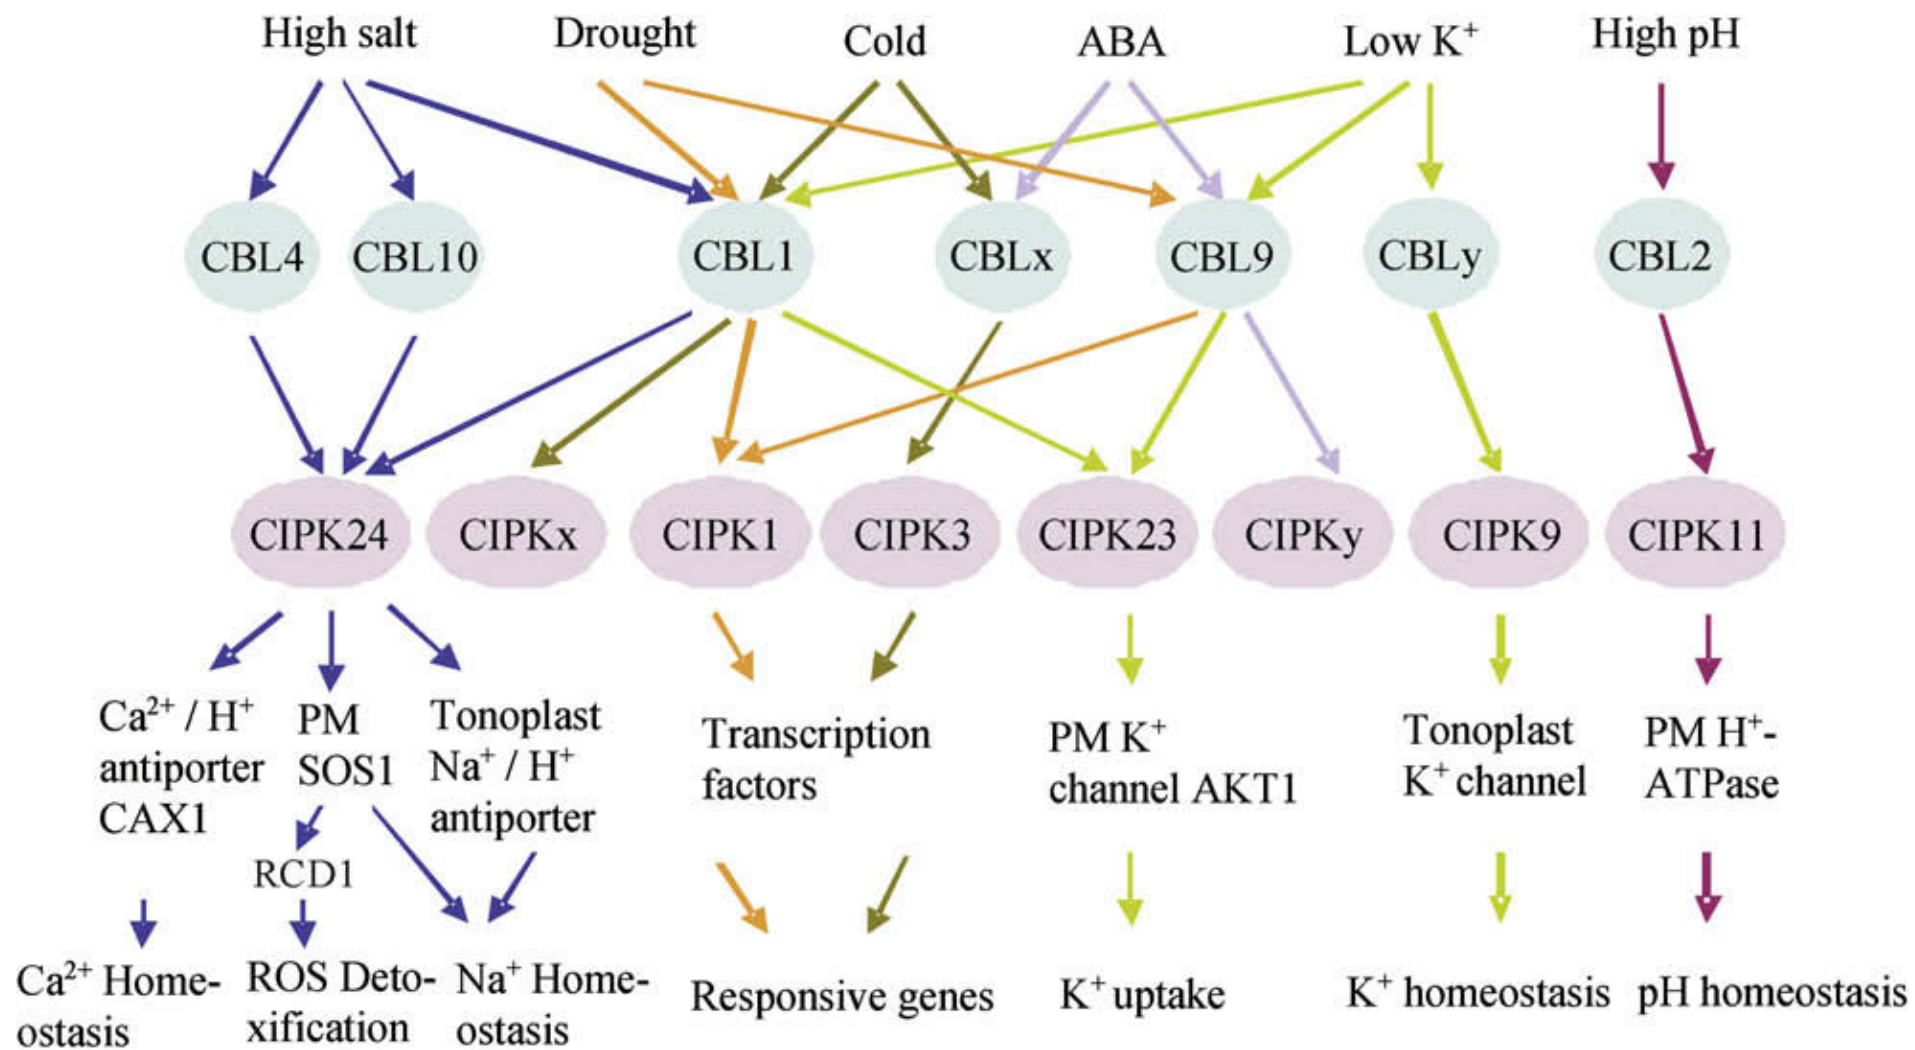 High salt
Drought
Cold
ABA
Low K⁺
High pH
CBL4
CBL10
CBL1
CBLx
CBL9
CBLy
CBL2
CIPK24
CIPKx
CIPK1
CIPK3
CIPK23
CIPKy
CIPK9
CIPK11
Ca²⁺ / H⁺
antiporter
CAX1
PM
SOS1
Tonoplast
Na⁺ / H⁺
antiporter
Transcription
factors
PM K⁺
channel AKT1
Tonoplast
K⁺ channel
PM H⁺-
ATPase
RCD1
Ca²⁺ Home-
ostasis
ROS Deto-
xification
Na⁺ Home-
ostasis
Responsive genes
K⁺ uptake
K⁺ homeostasis
pH homeostasis